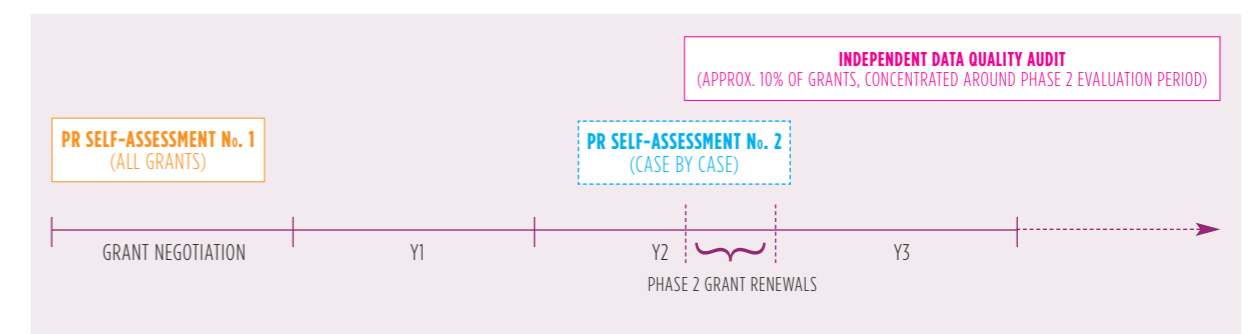 INDEPENDENT DATA QUALITY AUDIT
(APPROX. 10% OF GRANTS, CONCENTRATED AROUND PHASE 2 EVALUATION PERIOD)
PR SELF-ASSESSMENT No. 1
(ALL GRANTS)
PR SELF-ASSESSMENT No. 2
(CASE BY CASE)
GRANT NEGOTIATION
Y1
Y2
Y3
PHASE 2 GRANT RENEWALS